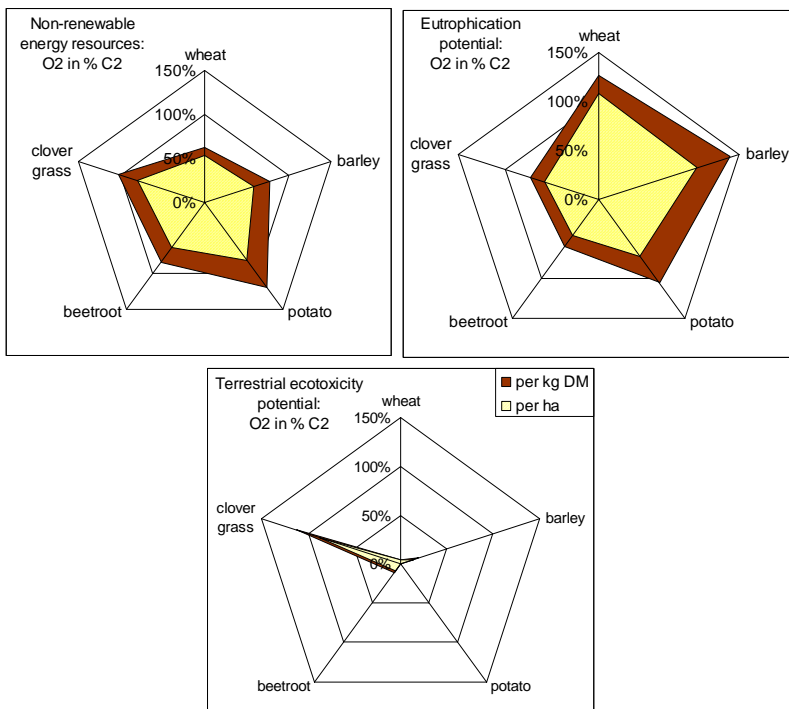 Non-renewable
energy resources:
O2 in % C2
wheat
150%
100%
50%
0%
clover
grass
barley
beetroot
potato
Eutrophication
potential:
O2 in % C2
wheat
150%
100%
50%
0%
clover
grass
barley
beetroot
potato
Terrestrial ecotoxicity
potential:
O2 in % C2
wheat
150%
100%
50%
0%
per kg DM
per ha
clover
grass
barley
beetroot
potato